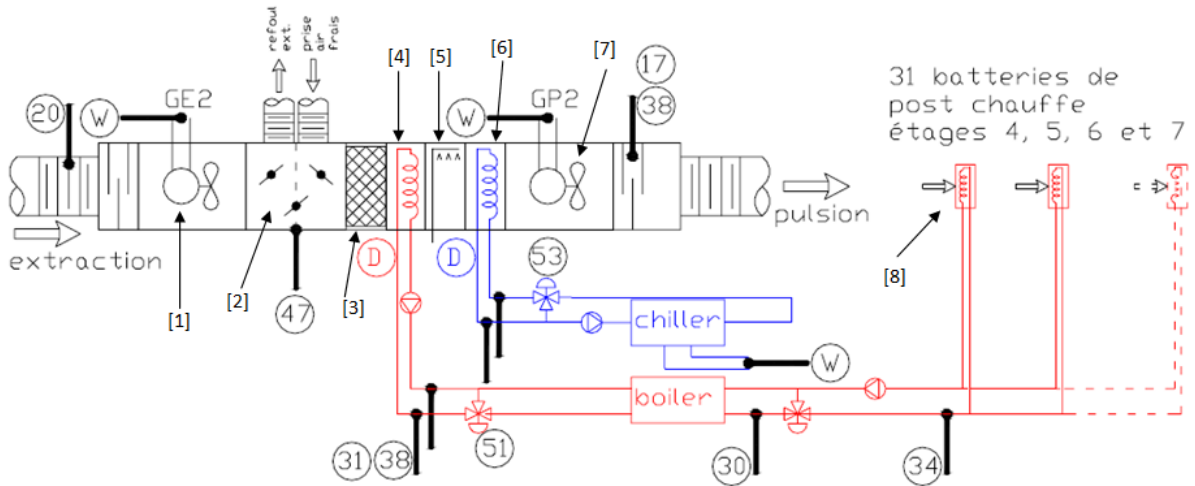 refoul
ext.
prise
air
frais
[4]
[5]
[6]
[7]
17
38
20
W
GE2
W
GP2
31 batteries de
post chauffe
étages 4, 5, 6 et 7
extraction
pulsion
[1]
[2]
47
[3]
D
D
53
[8]
chiller
W
boiler
31
38
51
30
34